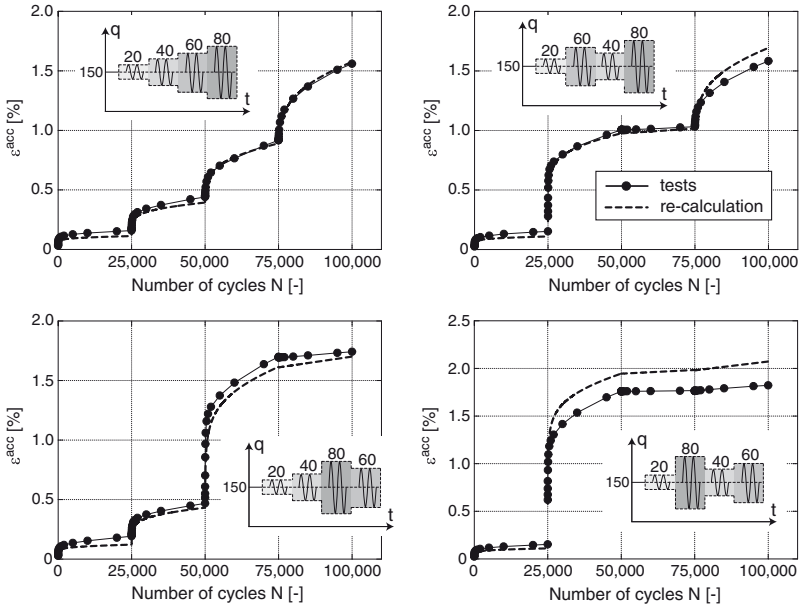 2.0
1.5
1.0
0.5
0
ε^acc [%]
0 25,000 50,000 75,000 100,000
Number of cycles N [-]
q
150
20 40 60 80
t
2.0
1.5
1.0
0.5
0
ε^acc [%]
0 25,000 50,000 75,000 100,000
Number of cycles N [-]
q
150
20 60 40 80
t
tests
re-calculation
2.0
1.5
1.0
0.5
0
ε^acc [%]
0 25,000 50,000 75,000 100,000
Number of cycles N [-]
q
150
20 40 80 60
t
2.5
2.0
1.5
1.0
0.5
0
ε^acc [%]
0 25,000 50,000 75,000 100,000
Number of cycles N [-]
q
150
20 80 40 60
t